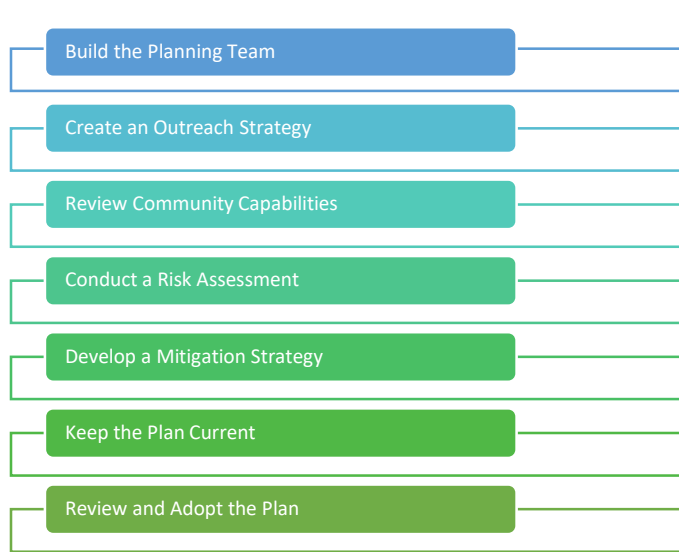 Build the Planning Team
Create an Outreach Strategy
Review Community Capabilities
Conduct a Risk Assessment
Develop a Mitigation Strategy
Keep the Plan Current
Review and Adopt the Plan